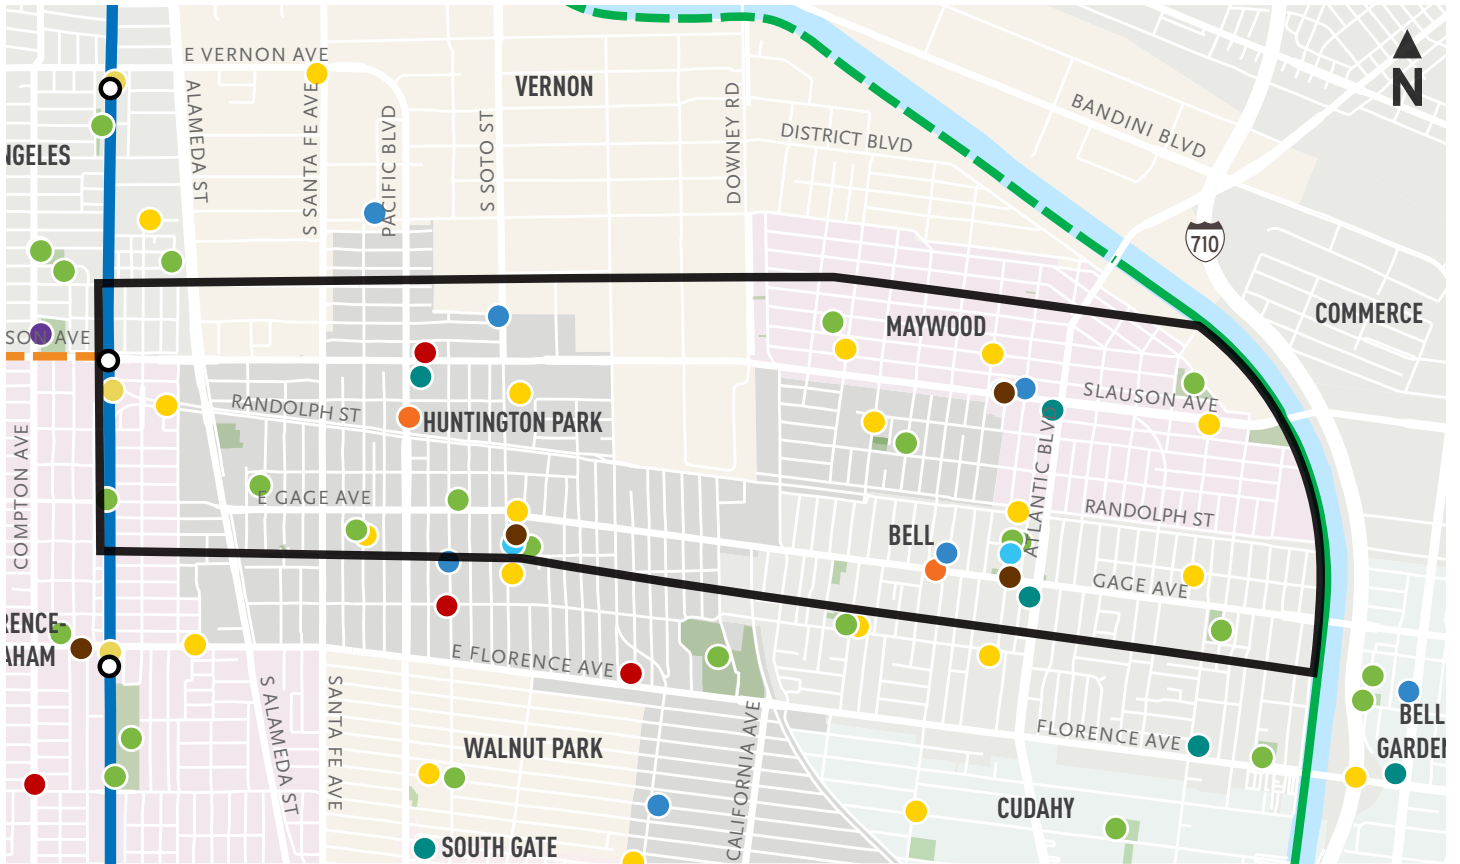 E VERNON AVE
VERNON
N
ALAMEDA ST
S SANTA FE AVE
PACIFIC BLVD
S SOTO ST
DOWNEY RD
DISTRICT BLVD
BANDINI BLVD
NGELES
710
COMMERCE
SON AVE
MAYWOOD
SLAUSON AVE
RANDOLPH ST
HUNTINGTON PARK
COMPTON AVE
E GAGE AVE
ATLANTIC BLVD
RANDOLPH ST
BELL
GAGE AVE
RENCE-
AHAM
E FLORENCE AVE
S ALAMEDA ST
SANTA FE AVE
CALIFORNIA AVE
FLORENCE AVE
BELL
GARDEN
WALNUT PARK
CUDAHY
SOUTH GATE